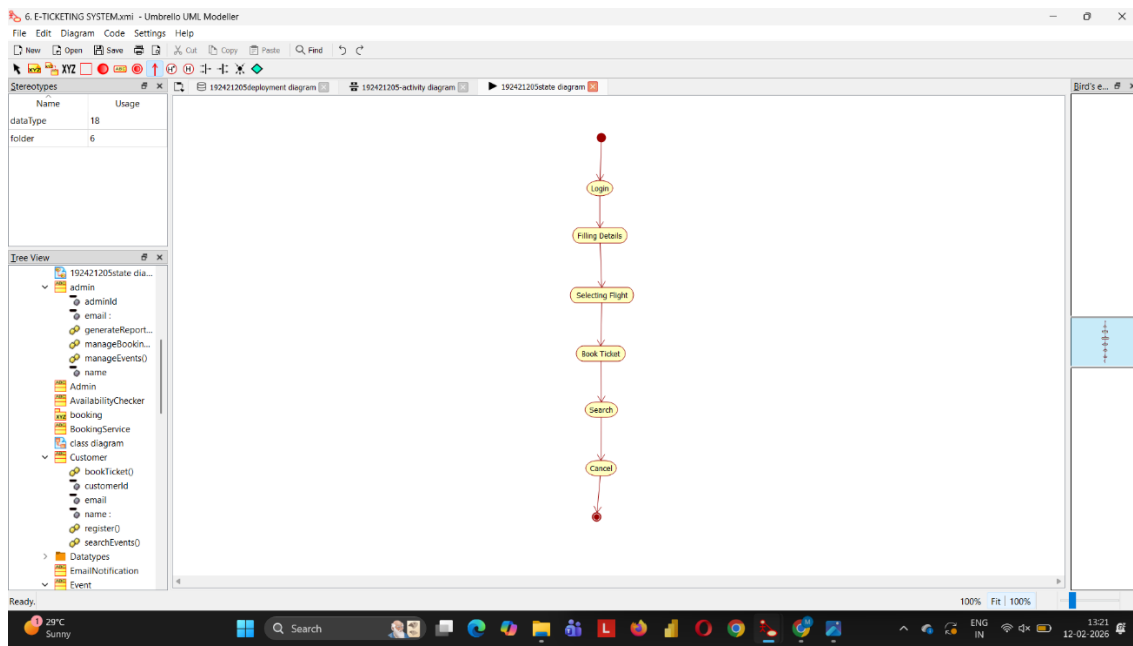 6. E-TICKETING SYSTEM.xmi - Umbrello UML Modeller
File Edit Diagram Code Settings Help
New Open Save Cut Copy Paste Find
XYZ
Stereotypes
192421205deployment diagram 192421205-activity diagram 192421205state diagram
Bird's e...
Name Usage
dataType 18
folder 6
Login
Filling Details
Selecting Flight
Book Ticket
Search
Cancel
Tree View
192421205state dia...
admin
adminId
email :
generateReport...
manageBookin...
manageEvents()
name
Admin
AvailabilityChecker
booking
BookingService
class diagram
Customer
bookTicket()
customerId
email
name :
register()
searchEvents()
Datatypes
EmailNotification
Event
Ready.
100% Fit 100%
1
29°C
Sunny
Search
L
ENG
IN
13:21
12-02-2026